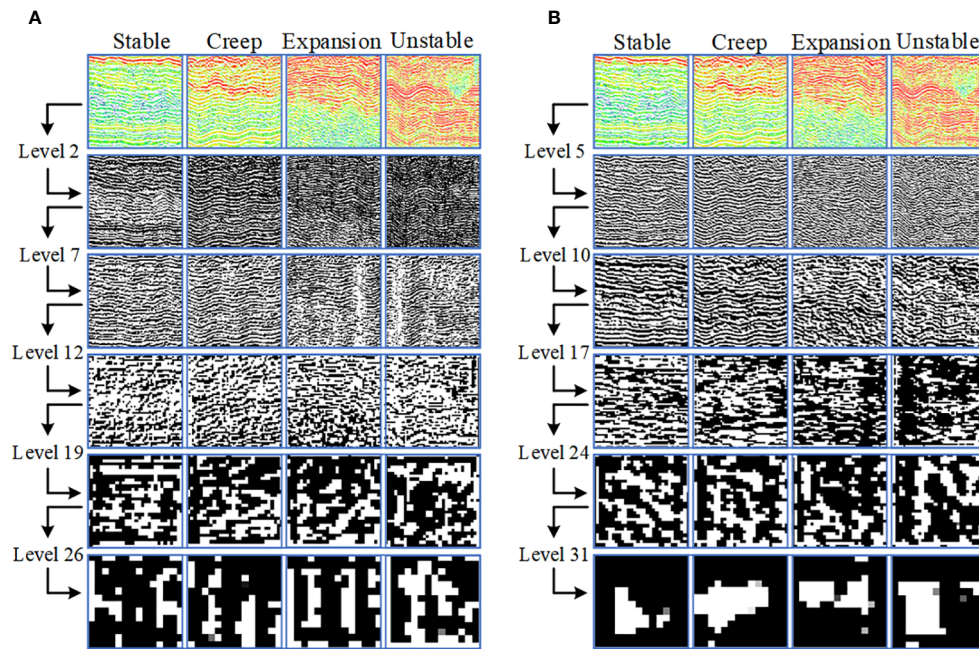 A
Stable Creep Expansion Unstable
Level 2
Level 7
Level 12
Level 19
Level 26
B
Stable Creep Expansion Unstable
Level 5
Level 10
Level 17
Level 24
Level 31